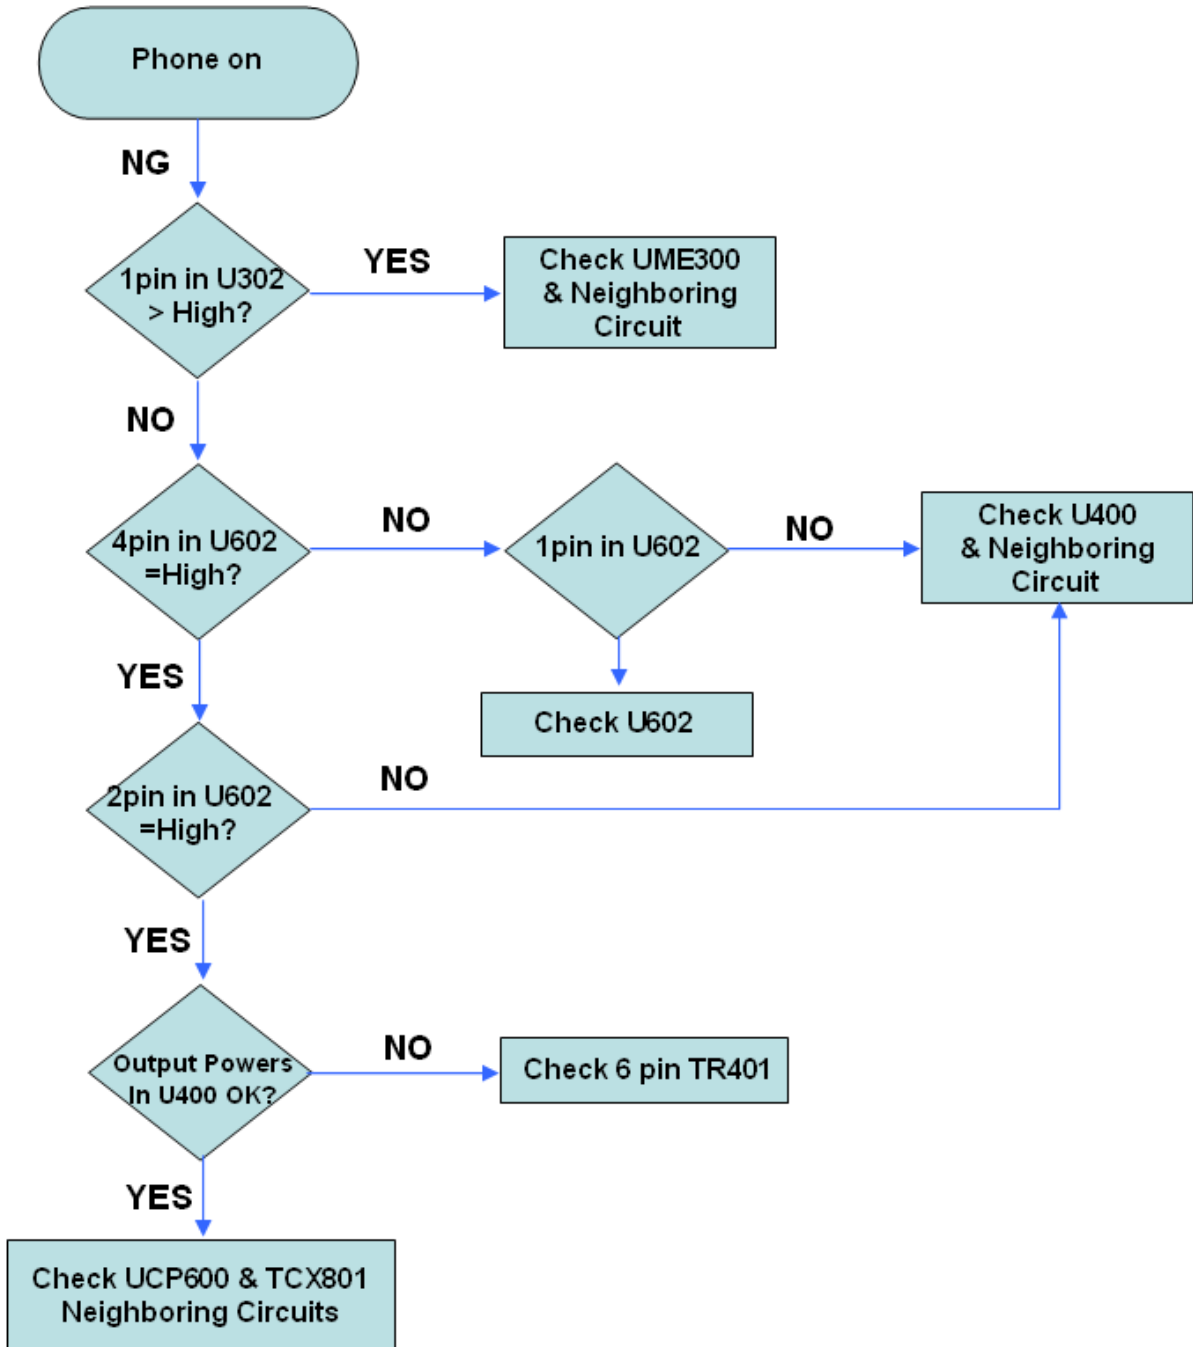 Phone on
NG
1pin in U302
> High?
YES
Check UME300
& Neighboring
Circuit
NO
4pin in U602
=High?
NO
1pin in U602
NO
Check U400
& Neighboring
Circuit
YES
Check U602
2pin in U602
=High?
NO
YES
Output Powers
In U400 OK?
NO
Check 6 pin TR401
YES
Check UCP600 & TCX801
Neighboring Circuits